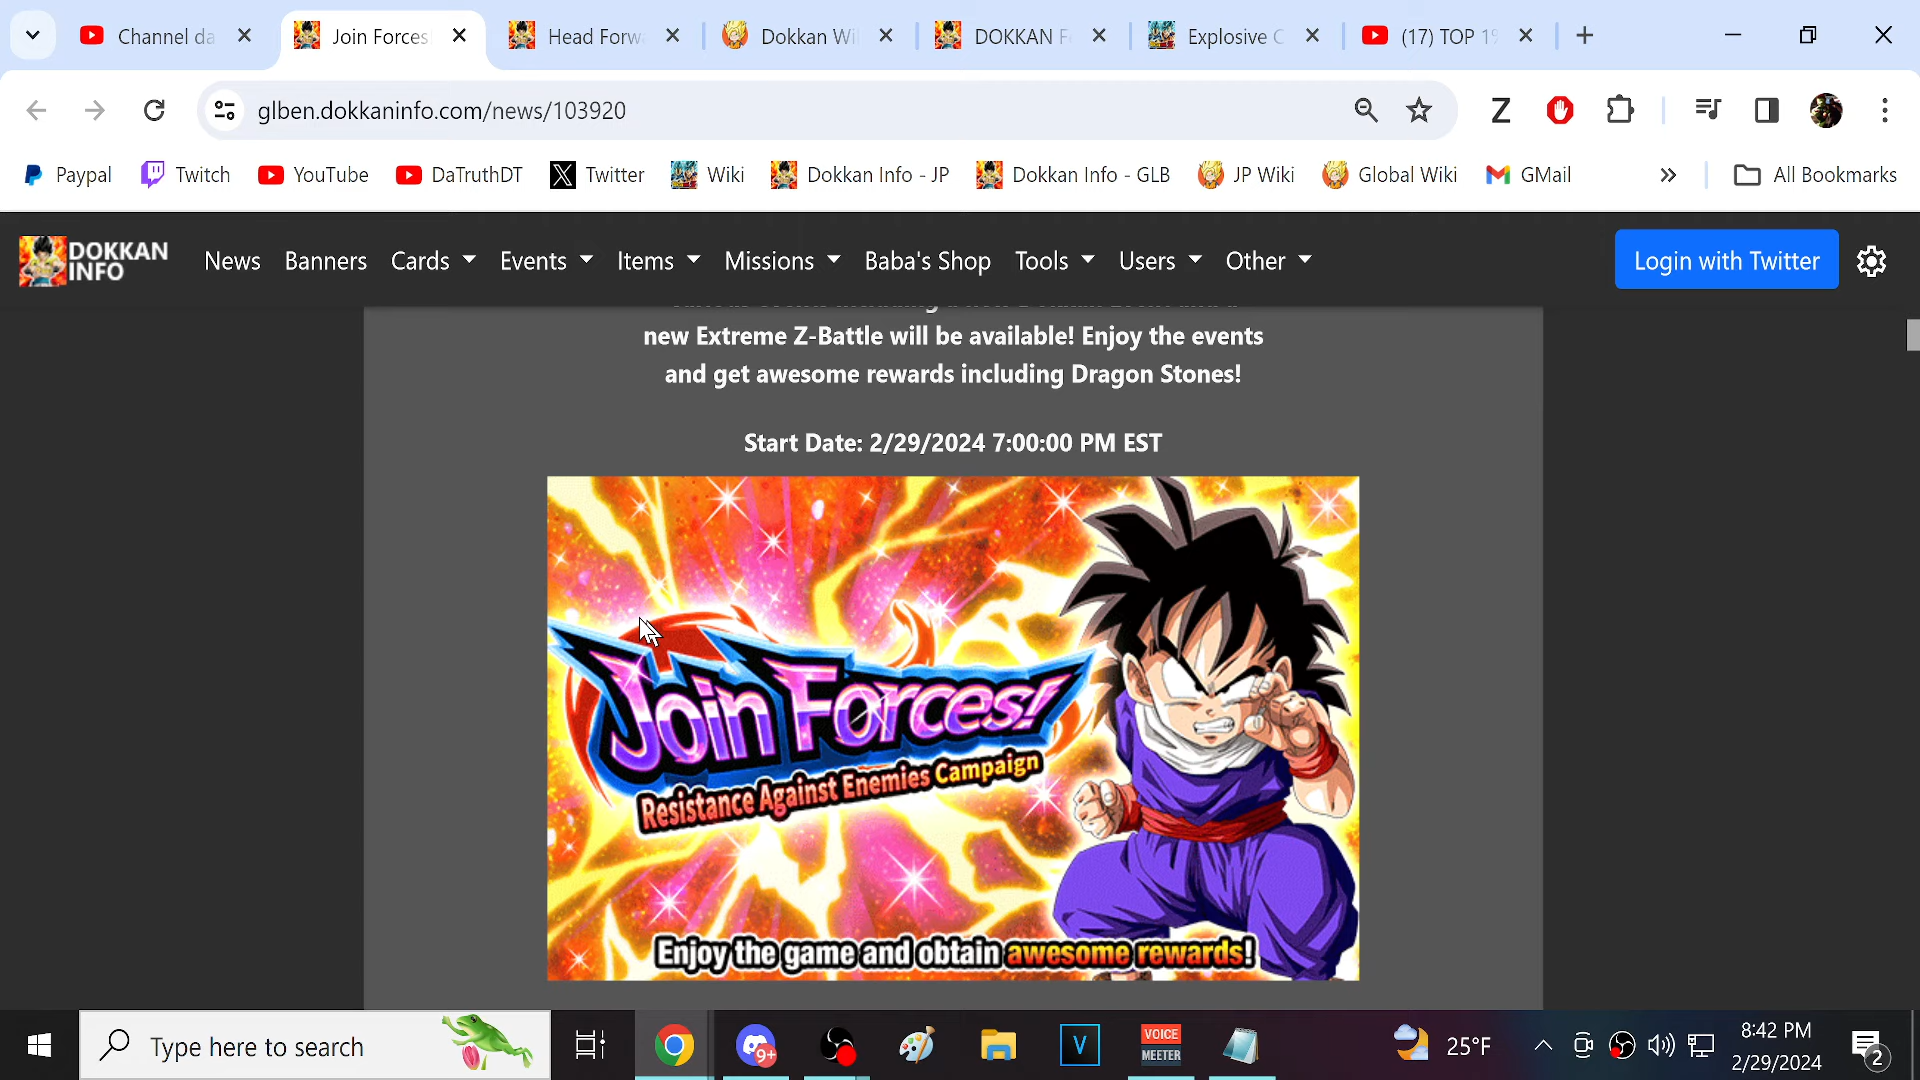 Channel da
Join Forces
Head Forwa
Dokkan Wi
DOKKAN F
Explosive C
(17) TOP 1%
glben.dokkaninfo.com/news/103920
Z
Paypal
Twitch
YouTube
DaTruthDT
Twitter
Wiki
Dokkan Info - JP
Dokkan Info - GLB
JP Wiki
Global Wiki
GMail
All Bookmarks
DOKKAN
INFO
News
Banners
Cards
Events
Items
Missions
Baba's Shop
Tools
Users
Other
Login with Twitter
new Extreme Z-Battle will be available! Enjoy the events
and get awesome rewards including Dragon Stones!
Start Date: 2/29/2024 7:00:00 PM EST
Join Forces!
Resistance Against Enemies Campaign
Enjoy the game and obtain awesome rewards!
Type here to search
9+
V
VOICE
MEETER
25°F
8:42 PM
2/29/2024
2